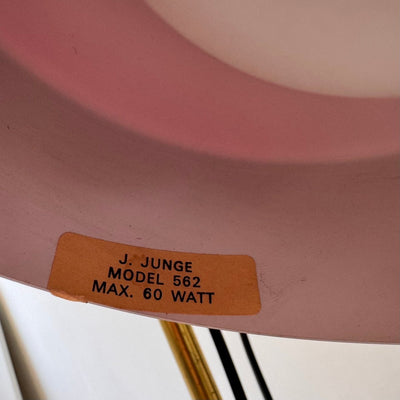 J. JUNGE
MODEL 562
MAX. 60 WATT